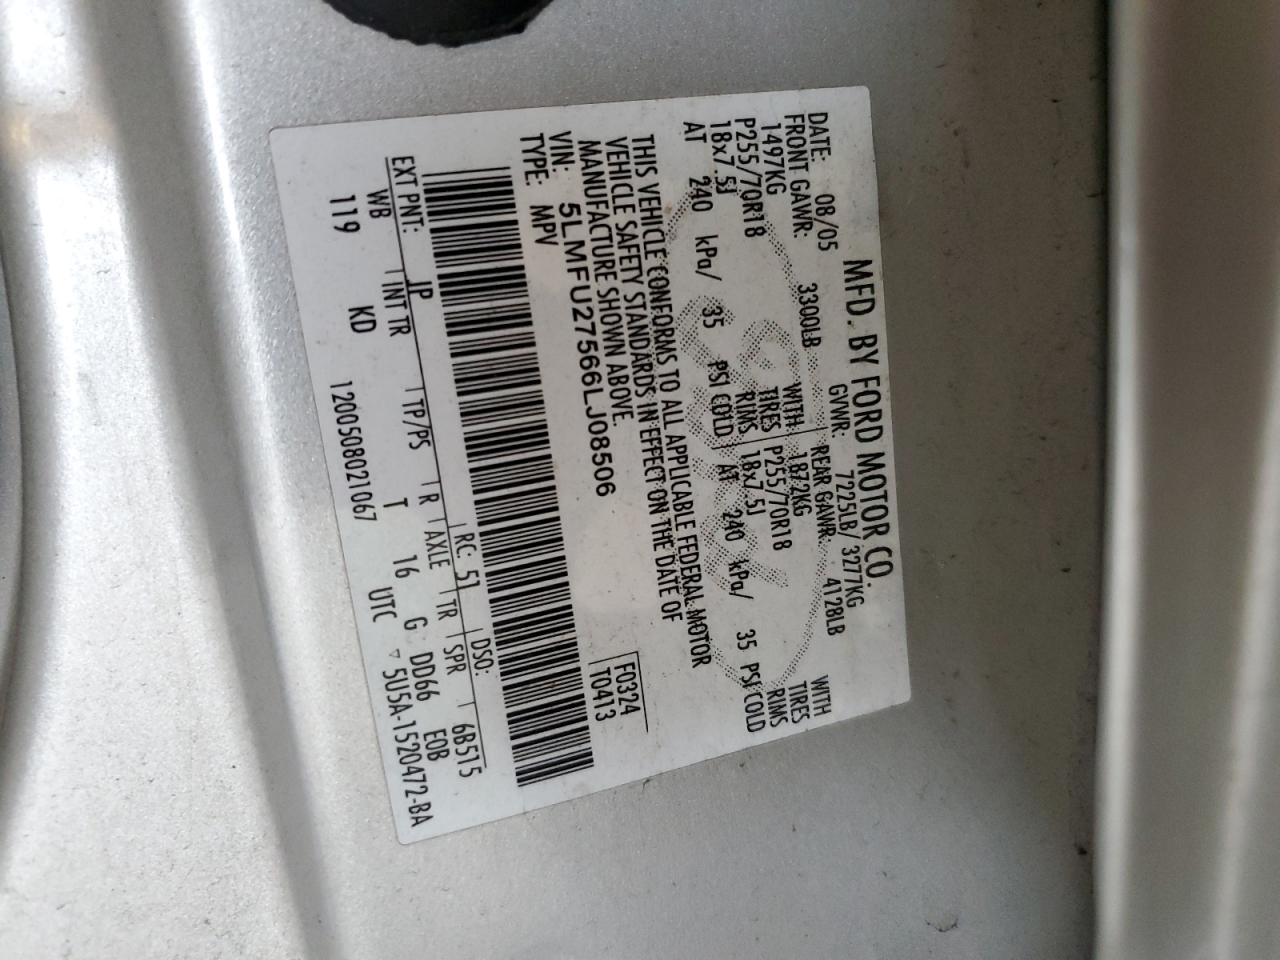 MFD. BY FORD MOTOR CO.
DATE: 08/05 GVWR: 7225LB/ 3277KG
FRONT GAWR: 3300LB REAR GAWR: 4128LB
1497KG WITH 1872KG WITH
P255/70R18 TIRES P255/70R18 TIRES
18x7.5J RIMS 18x7.5J RIMS
AT 240 kPa/ 35 PSI COLD AT 240 kPa/ 35 PSI COLD
THIS VEHICLE CONFORMS TO ALL APPLICABLE FEDERAL MOTOR
VEHICLE SAFETY STANDARDS IN EFFECT ON THE DATE OF
MANUFACTURE SHOWN ABOVE.
VIN: 5LMFU27566LJ08506 F0324
TYPE: MPV T0413
EXT PNT: JP RC: 51 DSO:
WB INT TR TP/PS R AXLE TR SPR 6B515
119 KD T 16 G DD66 EOB
1200508021067 UTC ▽ 5U5A-1520472-BA